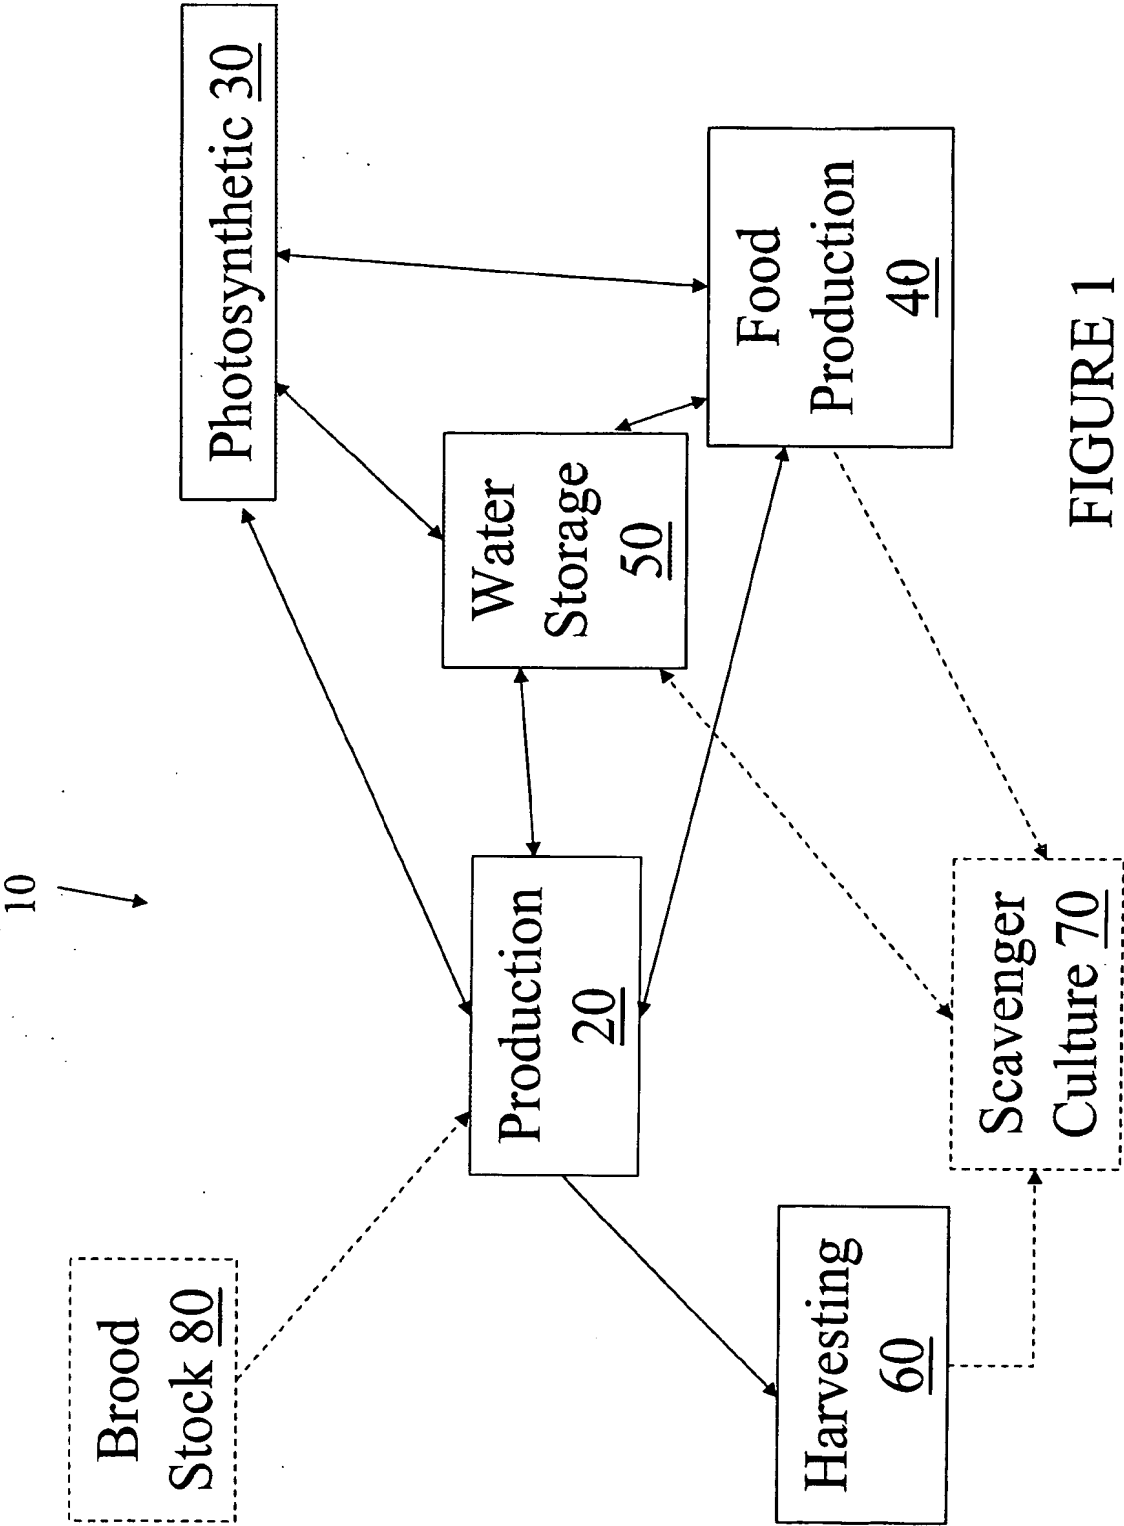 10
Brood
Stock 80
Photosynthetic 30
Production
20
Water
Storage
50
Harvesting
60
Food
Production
40
Scavenger
Culture 70
FIGURE 1